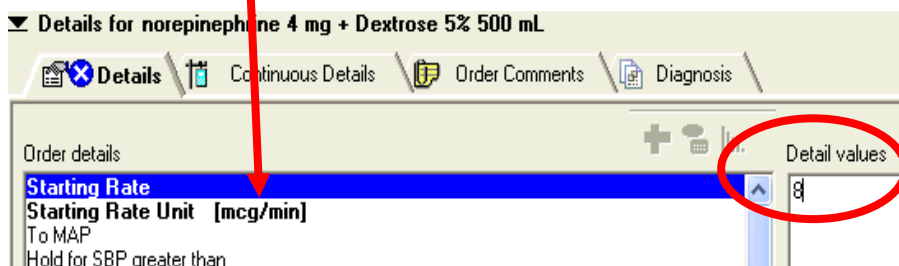 Details for norepinephrine 4 mg + Dextrose 5% 500 mL
Details Continuous Details Order Comments Diagnosis
Order details Detail values
Starting Rate 8
Starting Rate Unit [mcg/min]
To MAP
Hold for SBP greater than